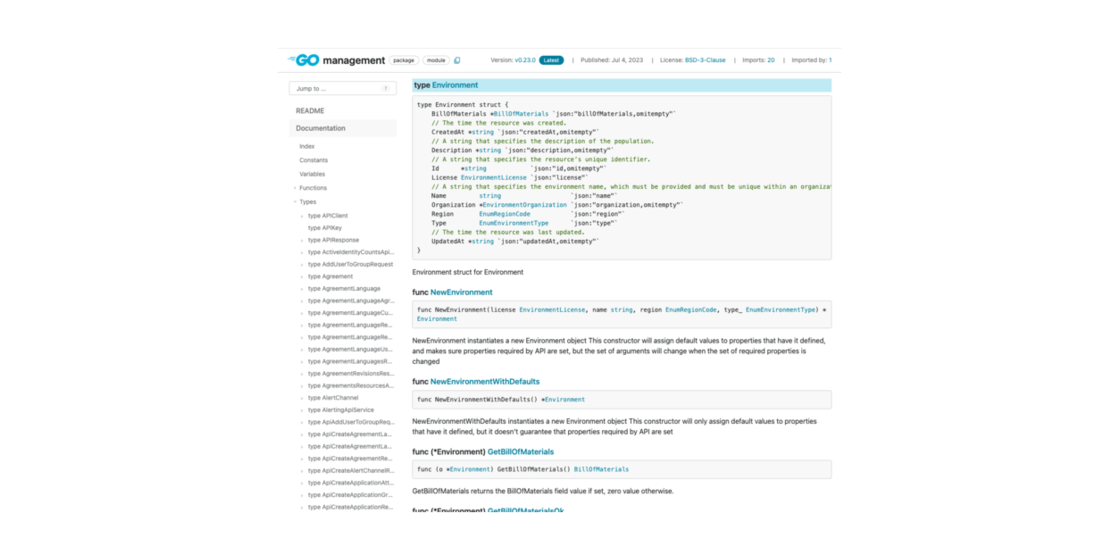 GO management package module
Version: v0.23.0 Latest | Published: Jul 4, 2023 | License: BSD-3-Clause | Imports: 20 | Imported by: 1
Jump to ...
README
Documentation
Index
Constants
Variables
Functions
Types
type APIClient
type APIKey
type APIResponse
type ActiveIdentityCountsApi...
type AddUserToGroupRequest
type Agreement
type AgreementLanguage
type AgreementLanguageAgr...
type AgreementLanguageCu...
type AgreementLanguageRe...
type AgreementLanguageRe...
type AgreementLanguageUs...
type AgreementLanguagesR...
type AgreementRevisionsRes...
type AgreementsResourcesA...
type AlertChannel
type AlertingApiService
type ApiAddUserToGroupReq...
type ApiCreateAgreementLa...
type ApiCreateAgreementLa...
type ApiCreateAgreementRe...
type ApiCreateAlertChannelR...
type ApiCreateApplicationAtt...
type ApiCreateApplicationGr...
type ApiCreateApplicationRe...
type Environment
type Environment struct {
BillOfMaterials *BillOfMaterials `json:"billOfMaterials,omitempty"`
// The time the resource was created.
CreatedAt *string `json:"createdAt,omitempty"`
// A string that specifies the description of the population.
Description *string `json:"description,omitempty"`
// A string that specifies the resource's unique identifier.
Id *string `json:"id,omitempty"`
License EnvironmentLicense `json:"license"`
// A string that specifies the environment name, which must be provided and must be unique within an organiza
Name string `json:"name"`
Organization *EnvironmentOrganization `json:"organization,omitempty"`
Region EnumRegionCode `json:"region"`
Type EnumEnvironmentType `json:"type"`
// The time the resource was last updated.
UpdatedAt *string `json:"updatedAt,omitempty"`
}
Environment struct for Environment
func NewEnvironment
func NewEnvironment(license EnvironmentLicense, name string, region EnumRegionCode, type_ EnumEnvironmentType) *
Environment
NewEnvironment instantiates a new Environment object This constructor will assign default values to properties that have it defined,
and makes sure properties required by API are set, but the set of arguments will change when the set of required properties is
changed
func NewEnvironmentWithDefaults
func NewEnvironmentWithDefaults() *Environment
NewEnvironmentWithDefaults instantiates a new Environment object This constructor will only assign default values to properties
that have it defined, but it doesn't guarantee that properties required by API are set
func (*Environment) GetBillOfMaterials
func (o *Environment) GetBillOfMaterials() BillOfMaterials
GetBillOfMaterials returns the BillOfMaterials field value if set, zero value otherwise.
func (*Environment) GetBillOfMaterialsOk